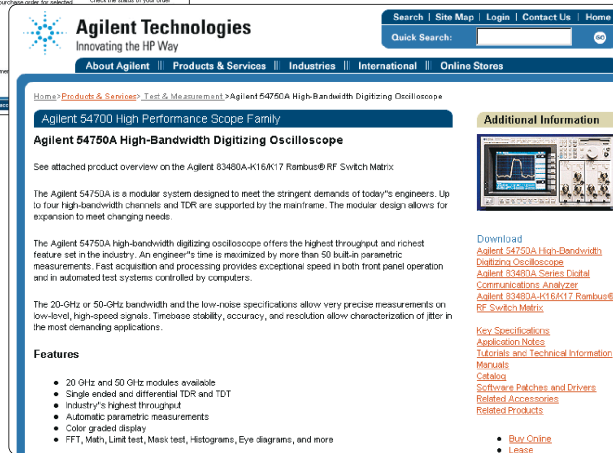 purchase order for selected
Check the status of your order
Agilent Technologies
Innovating the HP Way
Search | Site Map | Login | Contact Us | Home
Quick Search:
GO
About Agilent || Products & Services || Industries || International || Online Stores
Home>Products & Services> Test & Measurement >Agilent 54750A High-Bandwidth Digitizing Oscilloscope
Agilent 54700 High Performance Scope Family
Agilent 54750A High-Bandwidth Digitizing Oscilloscope
See attached product overview on the Agilent 83480A-K16/K17 Rambus® RF Switch Matrix
The Agilent 54750A is a modular system designed to meet the stringent demands of today"s engineers. Up
to four high-bandwidth channels and TDR are supported by the mainframe. The modular design allows for
expansion to meet changing needs.
The Agilent 54750A high-bandwidth digitizing oscilloscope offers the highest throughput and richest
feature set in the industry. An engineer"s time is maximized by more than 50 built-in parametric
measurements. Fast acquisition and processing provides exceptional speed in both front panel operation
and in automated test systems controlled by computers.
The 20-GHz or 50-GHz bandwidth and the low-noise specifications allow very precise measurements on
low-level, high-speed signals. Timebase stability, accuracy, and resolution allow characterization of jitter in
the most demanding applications.
Features
● 20 GHz and 50 GHz modules available
● Single ended and differential TDR and TDT
● Industry"s highest throughput
● Automatic parametric measurements
● Color graded display
● FFT, Math, Limit test, Mask test, Histograms, Eye diagrams, and more
Additional Information
Download
Agilent 54750A High-Bandwidth
Digitizing Oscilloscope
Agilent 83480A Series Digital
Communications Analyzer
Agilent 83480A-K16/K17 Rambus®
RF Switch Matrix
Key Specifications
Application Notes
Tutorials and Technical Information
Manuals
Catalog
Software Patches and Drivers
Related Accessories
Related Products
● Buy Online
● Lease